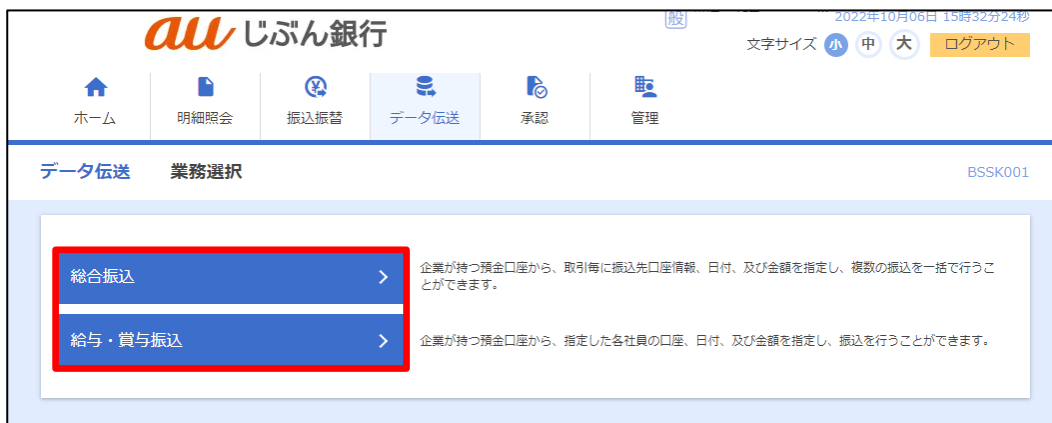 au じぶん銀行
般
2022年10月06日 15時32分24秒
文字サイズ 小 中 大 ログアウト
ホーム 明細照会 振込振替 データ伝送 承認 管理
データ伝送 業務選択 BSSK001
総合振込
企業が持つ預金口座から、取引毎に振込先口座情報、日付、及び金額を指定し、複数の振込を一括で行うこ
とができます。
給与・賞与振込
企業が持つ預金口座から、指定した各社員の口座、日付、及び金額を指定し、振込を行うことができます。